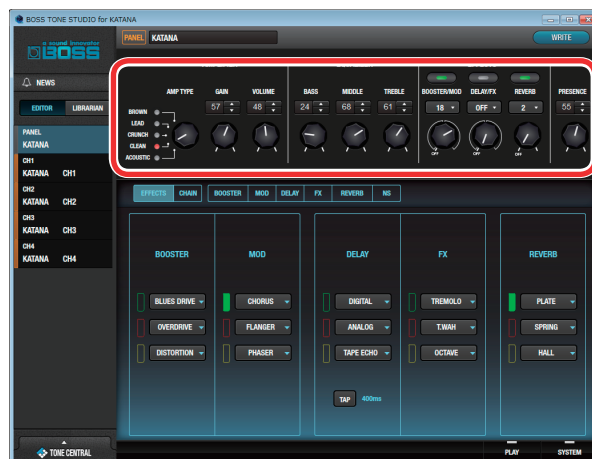 BOSS TONE STUDIO for KATANA
a sound innovator
BOSS
PANEL KATANA
WRITE
NEWS
EDITOR LIBRARIAN
PANEL
KATANA
CH1
KATANA CH1
CH2
KATANA CH2
CH3
KATANA CH3
CH4
KATANA CH4
AMP TYPE GAIN VOLUME BASS MIDDLE TREBLE BOOSTER/MOD DELAY/FX REVERB PRESENCE
57 48 24 68 61 18 OFF 2 55
BROWN
LEAD
CRUNCH
CLEAN
ACOUSTIC
OFF OFF OFF
EFFECTS CHAIN BOOSTER MOD DELAY FX REVERB NS
BOOSTER MOD DELAY FX REVERB
BLUES DRIVE CHORUS DIGITAL TREMOLO PLATE
OVERDRIVE FLANGER ANALOG T.WAH SPRING
DISTORTION PHASER TAPE ECHO OCTAVE HALL
TAP 400ms
TONE CENTRAL
PLAY SYSTEM